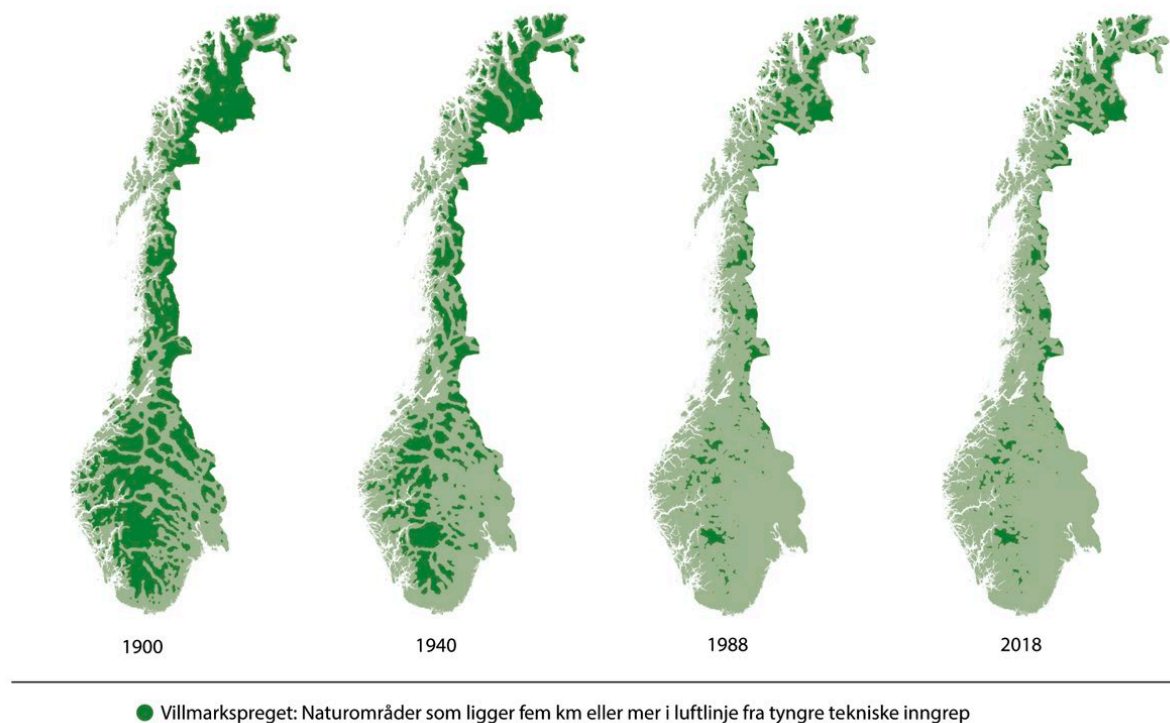 1900
1940
1988
2018
Villmarkspreget: Naturområder som ligger fem km eller mer i luftlinje fra tyngre tekniske inngrep